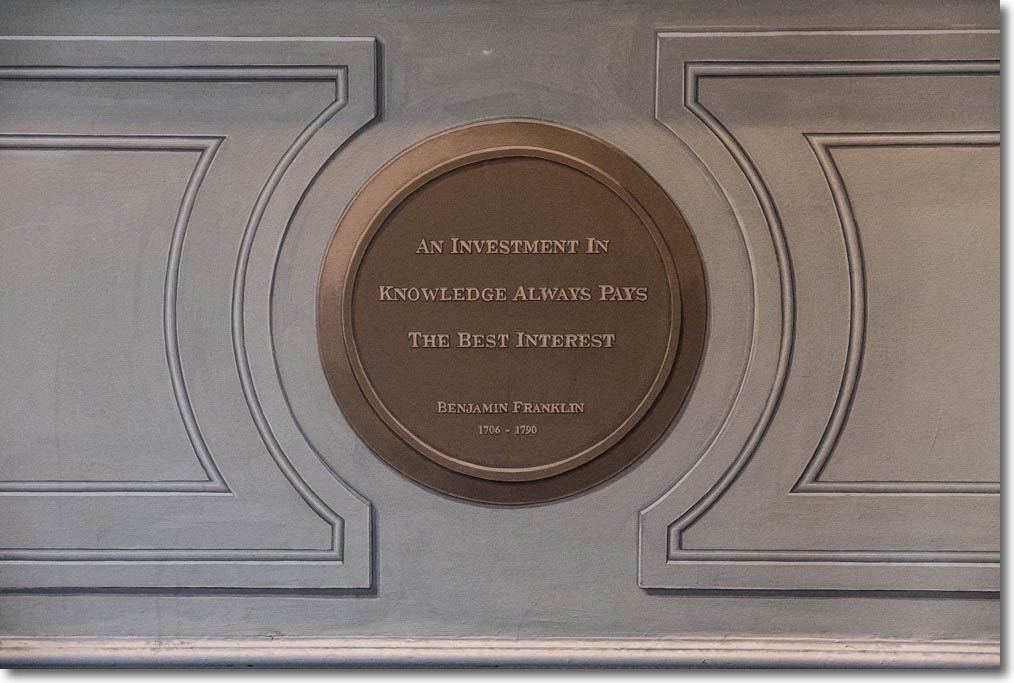 An Investment In
Knowledge Always Pays
The Best Interest
Benjamin Franklin
1706 - 1790